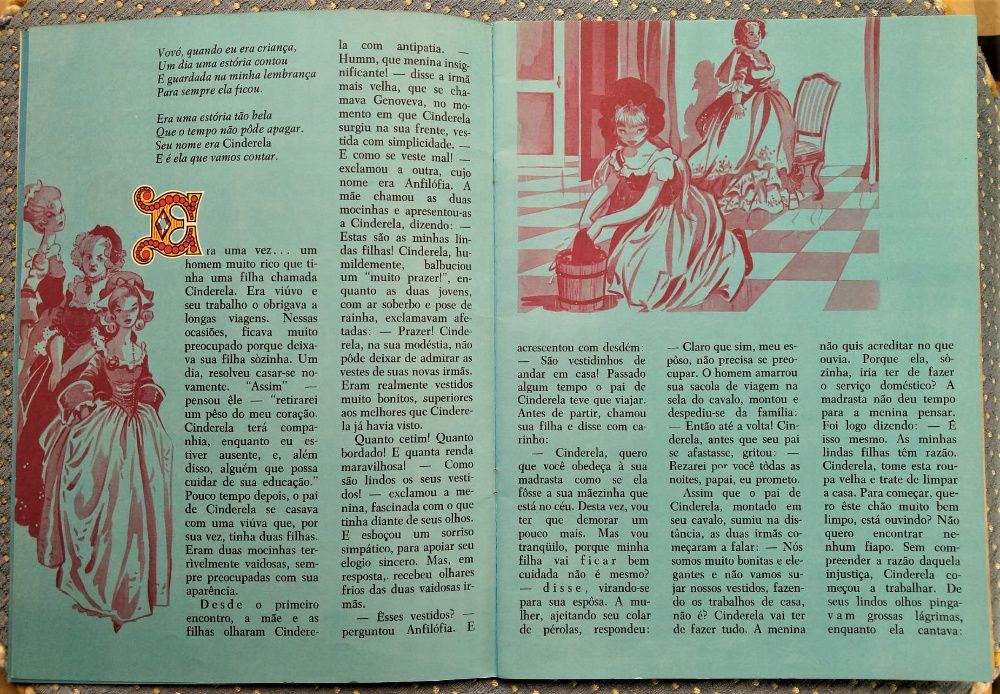 Vovó, quando eu era criança,
Um dia uma estória contou
E guardada na minha lembrança
Para sempre ela ficou.
Era uma estória tão bela
Que o tempo não pôde apagar.
Seu nome era Cinderela
E é ela que vamos contar.
Era uma vez... um
homem muito rico que ti-
nha uma filha chamada
Cinderela. Era viúvo e
seu trabalho o obrigava a
longas viagens. Nessas
ocasiões, ficava muito
preocupado porque deixa-
va sua filha sòzinha. Um
dia, resolveu casar-se no-
vamente. "Assim" —
pensou êle — "retirarei
um pêso do meu coração.
Cinderela terá compa-
nhia, enquanto eu es-
tiver ausente, e, além
disso, alguém que possa
cuidar de sua educação."
Pouco tempo depois, o pai
de Cinderela se casava
com uma viúva que, por
sua vez, tinha duas filhas.
Eram duas mocinhas ter-
rìvelmente vaidosas, sem-
pre preocupadas com sua
aparência.
Desde o primeiro
encontro, a mãe e as
filhas olharam Cindere-
la com antipatia. —
Humm, que menina insig-
nificante! — disse a irmã
mais velha, que se cha-
mava Genoveva, no mo-
mento em que Cinderela
surgiu na sua frente, ves-
tida com simplicidade. —
E como se veste mal! —
exclamou a outra, cujo
nome era Anfilófia. A
mãe chamou as duas
mocinhas e apresentou-as
a Cinderela, dizendo: —
Estas são as minhas lin-
das filhas! Cinderela, hu-
mildemente, balbuciou
um "muito prazer!", en-
quanto as duas jovens,
com ar soberbo e pose de
rainha, exclamavam afe-
tadas: — Prazer! Cinde-
rela, na sua modéstia, não
pôde deixar de admirar as
vestes de suas novas irmãs.
Eram realmente vestidos
muito bonitos, superiores
aos melhores que Cindere-
la já havia visto.
Quanto cetim! Quanto
bordado! E quanta renda
maravilhosa! — Como
são lindos os seus vesti-
dos! — exclamou a me-
nina, fascinada com o que
tinha diante de seus olhos.
E esboçou um sorriso
simpático, para apoiar seu
elogio sincero. Mas, em
resposta,. recebeu olhares
frios das duas vaidosas ir-
mãs.
— Êsses vestidos? —
perguntou Anfilófia. E
acrescentou com desdém:
— São vestidinhos de
andar em casa! Passado
algum tempo o pai de
Cinderela teve que viajar.
Antes de partir, chamou
sua filha e disse com ca-
rinho:
— Cinderela, quero
que você obedeça à sua
madrasta como se ela
fôsse a sua mãezinha que
está no céu. Desta vez, vou
ter que demorar um
pouco mais. Mas vou
tranqüilo, porque minha
filha vai ficar bem
cuidada não é mesmo?
— disse, virando-se
para sua espôsa. A mu-
lher, ajeitando seu colar
de pérolas, respondeu:
— Claro que sim, meu es-
pôso, não precisa se preo-
cupar. O homem amarrou
sua sacola de viagem na
sela do cavalo, montou e
despediu-se da família:
— Então até a volta! Cin-
derela, antes que seu pai
se afastasse, gritou: —
Rezarei por você tôdas as
noites, papai, eu prometo.
Assim que o pai de
Cinderela, montado em
seu cavalo, sumiu na dis-
tância, as duas irmãs co-
meçaram a falar: — Nós
somos muito bonitas e ele-
gantes e não vamos su-
jar nossos vestidos, fazen-
do os trabalhos de casa,
não é? Cinderela vai ter
de fazer tudo. A menina
não quis acreditar no que
ouvia. Porque ela, sò-
zinha, iria ter de fazer
o serviço doméstico? A
madrasta não deu tempo
para a menina pensar.
Foi logo dizendo: — É
isso mesmo. As minhas
lindas filhas têm razão.
Cinderela, tome esta rou-
pa velha e trate de limpar
a casa. Para começar, que-
ro êste chão muito bem
limpo, está ouvindo? Não
quero encontrar ne-
nhum fiapo. Sem com-
preender a razão daquela
injustiça, Cinderela co-
meçou a trabalhar. De
seus lindos olhos pinga-
vam grossas lágrimas,
enquanto ela cantava: